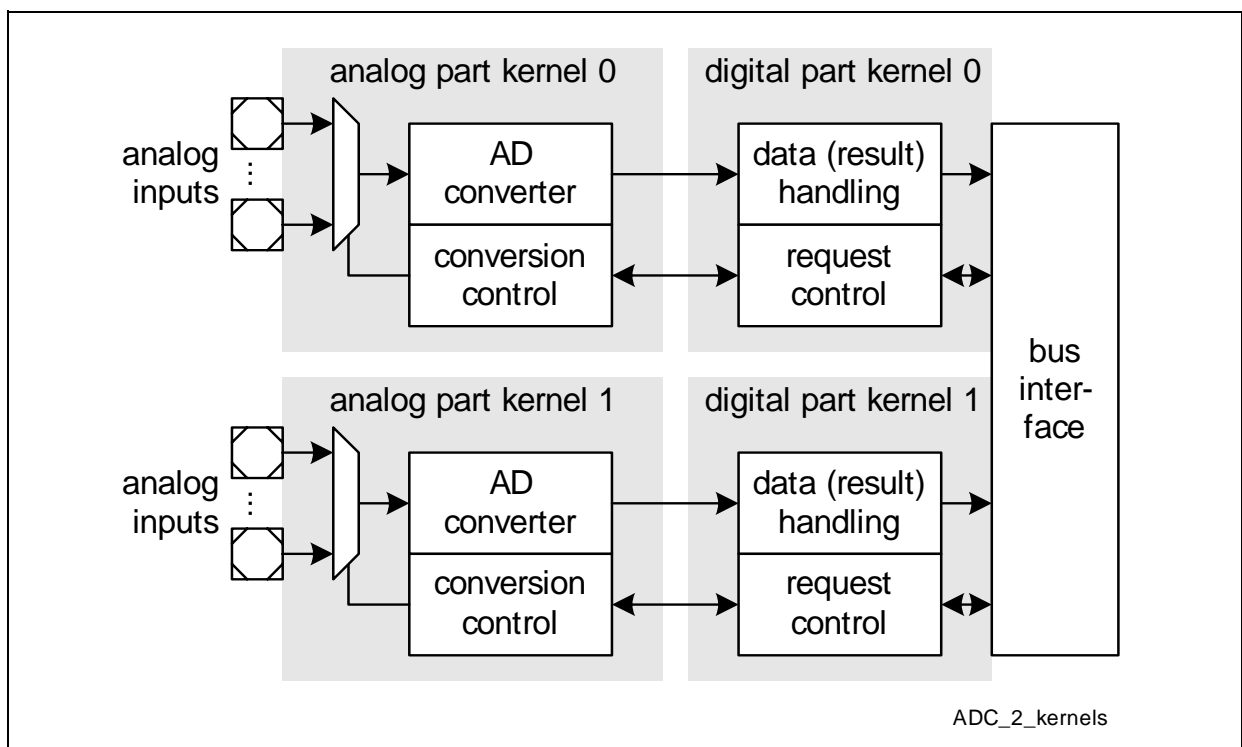 analog part kernel 0
digital part kernel 0
analog
inputs
AD
converter
data (result)
handling
conversion
control
request
control
bus
inter-
face
analog part kernel 1
digital part kernel 1
analog
inputs
AD
converter
data (result)
handling
conversion
control
request
control
ADC_2_kernels